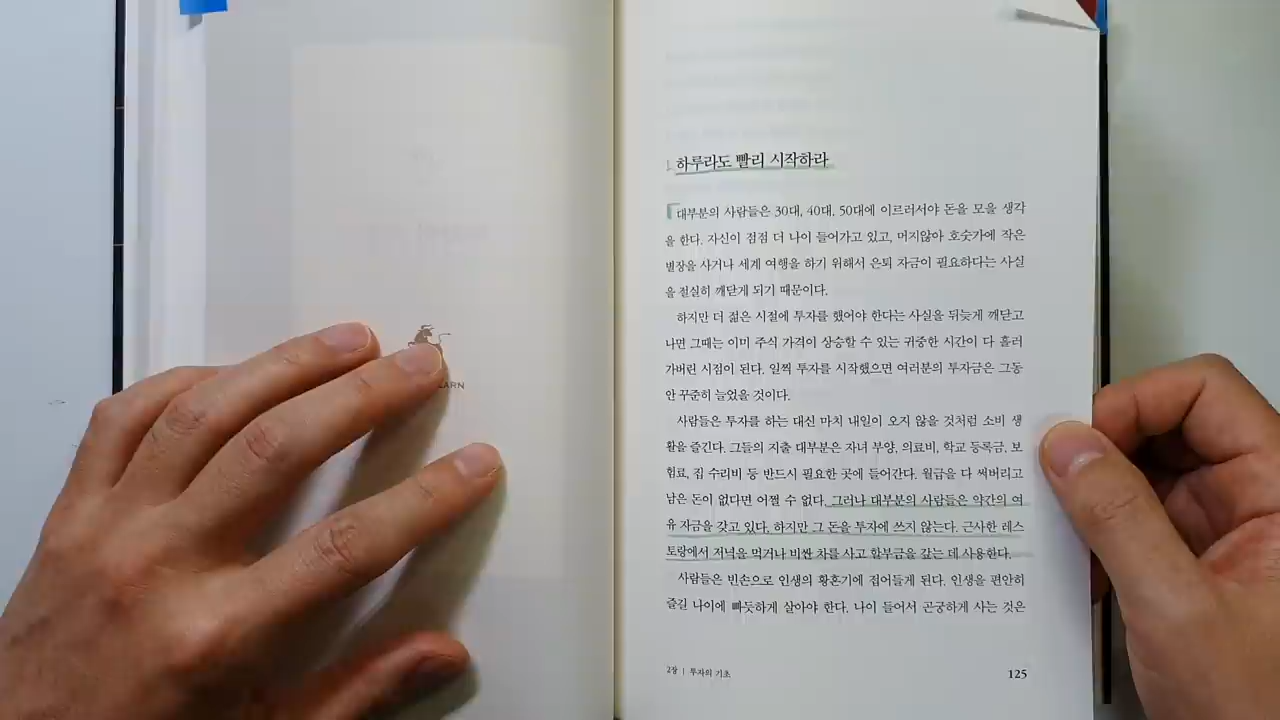 EARN
하루라도 빨리 시작하라
대부분의 사람들은 30대, 40대, 50대에 이르러서야 돈을 모을 생각
을 한다. 자신이 점점 더 나이 들어가고 있고, 머지않아 호숫가에 작은
별장을 사거나 세계 여행을 하기 위해서 은퇴 자금이 필요하다는 사실
을 절실히 깨닫게 되기 때문이다.
하지만 더 젊은 시절에 투자를 했어야 한다는 사실을 뒤늦게 깨닫고
나면 그때는 이미 주식 가격이 상승할 수 있는 귀중한 시간이 다 흘러
가버린 시점이 된다. 일찍 투자를 시작했으면 여러분의 투자금은 그동
안 꾸준히 늘었을 것이다.
사람들은 투자를 하는 대신 마치 내일이 오지 않을 것처럼 소비 생
활을 즐긴다. 그들의 지출 대부분은 자녀 부양, 의료비, 학교 등록금, 보
험료, 집 수리비 등 반드시 필요한 곳에 들어간다. 월급을 다 써버리고
남은 돈이 없다면 어쩔 수 없다. 그러나 대부분의 사람들은 약간의 여
유 자금을 갖고 있다. 하지만 그 돈을 투자에 쓰지 않는다. 근사한 레스
토랑에서 저녁을 먹거나 비싼 차를 사고 할부금을 갚는 데 사용한다.
사람들은 빈손으로 인생의 황혼기에 접어들게 된다. 인생을 편안히
즐길 나이에 빠듯하게 살아야 한다. 나이 들어서 곤궁하게 사는 것은
2장 | 투자의 기초
125